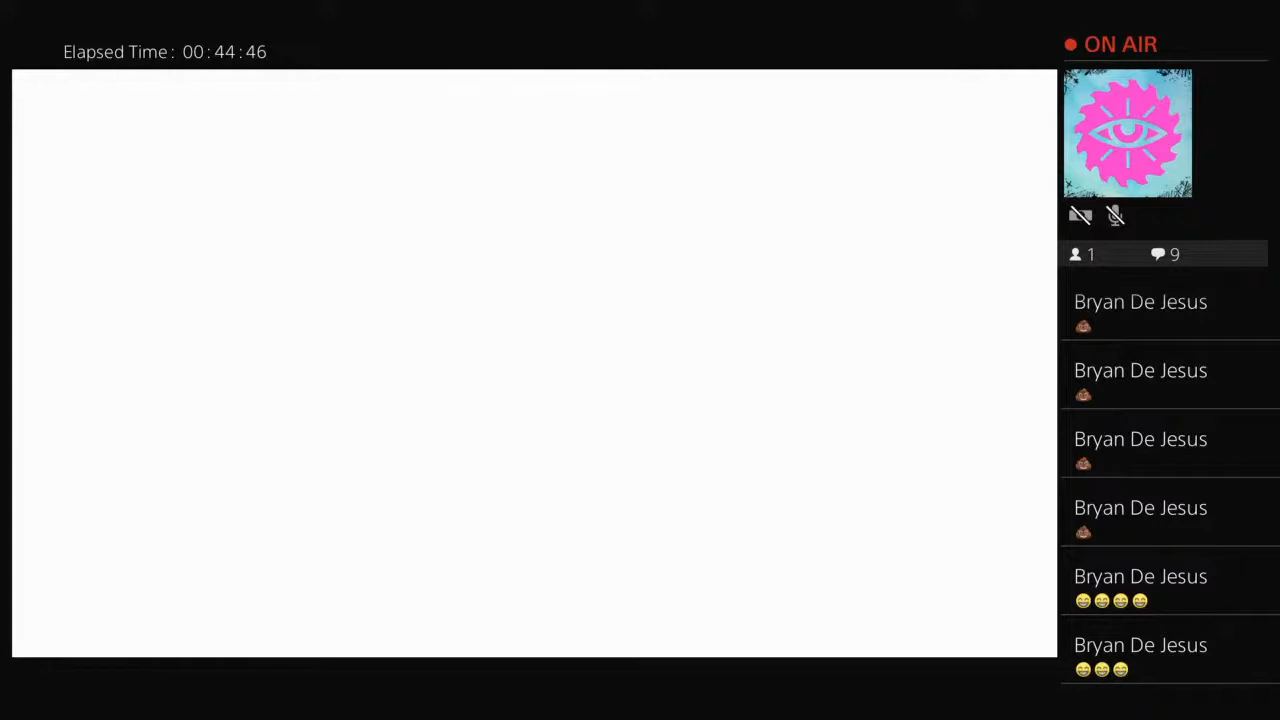 Elapsed Time: 00:44:46
ON AIR
1 9
Bryan De Jesus
💩
Bryan De Jesus
💩
Bryan De Jesus
💩
Bryan De Jesus
💩
Bryan De Jesus
😁😁😁😁
Bryan De Jesus
😁😁😁